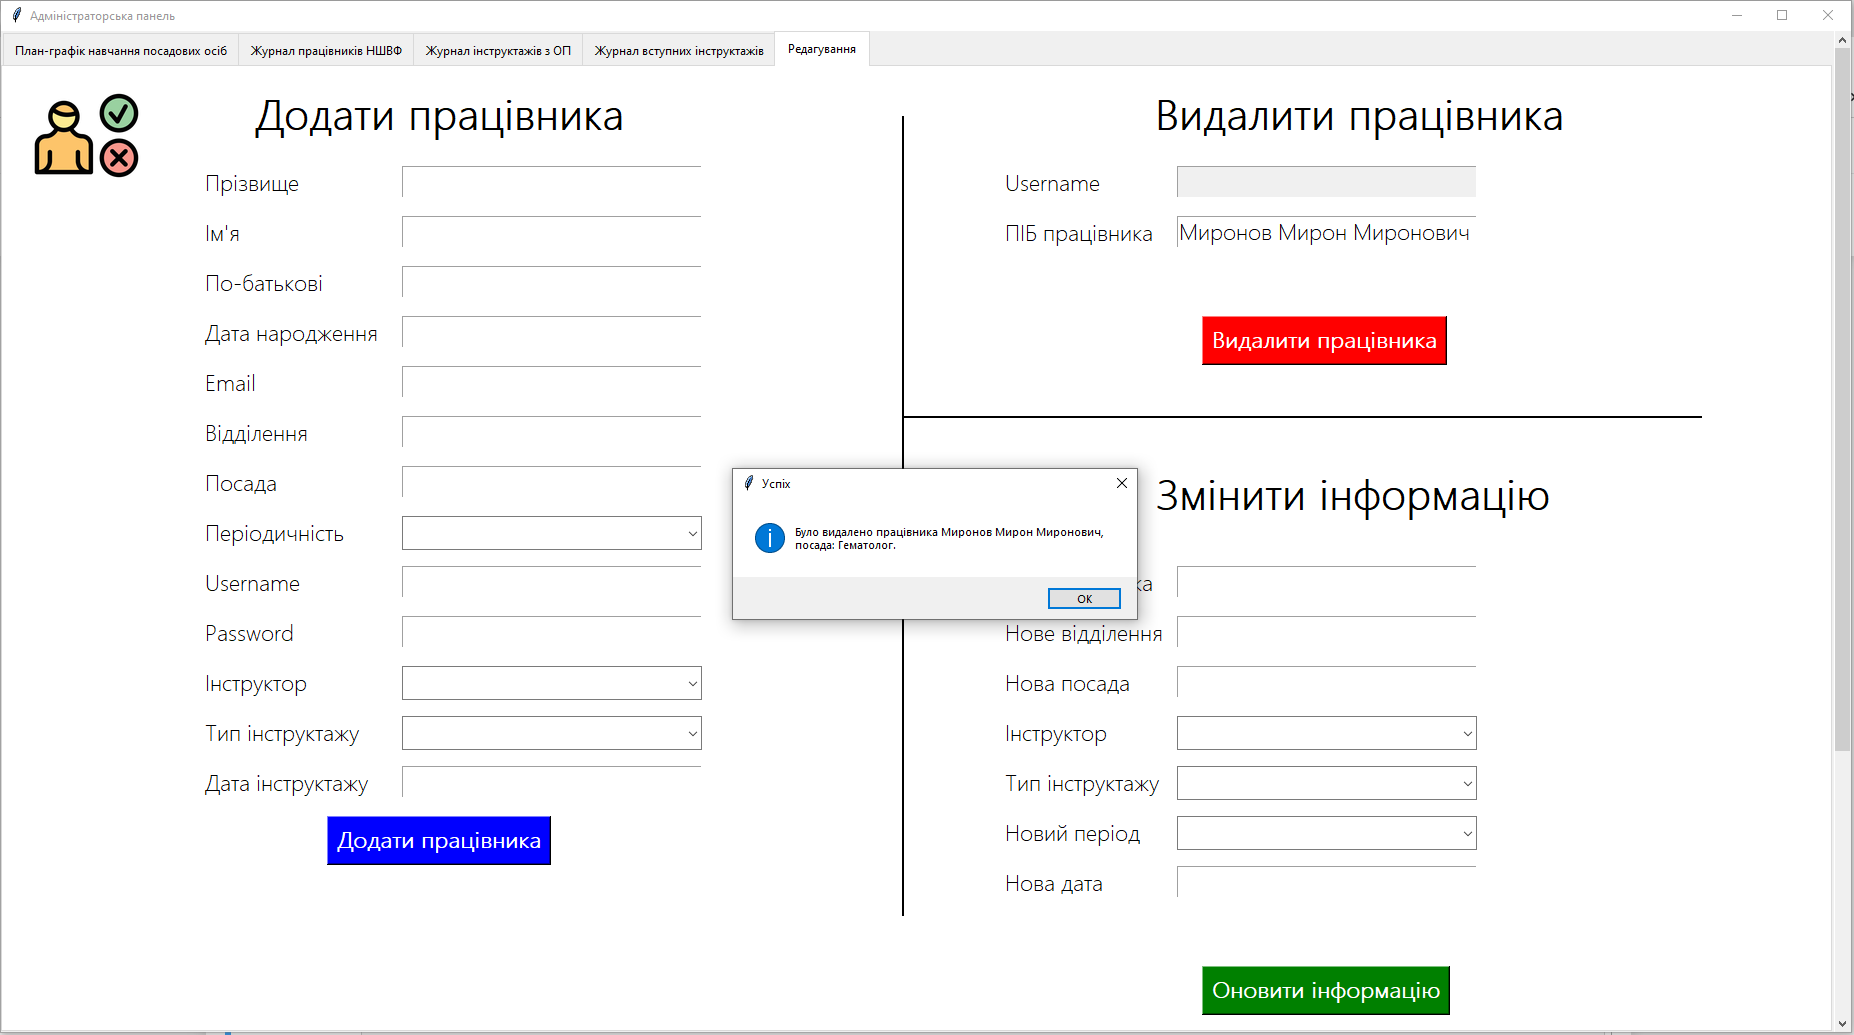 Адміністраторська панель
План-графік навчання посадових осіб
Журнал працівників НШВФ
Журнал інструктажів з ОП
Журнал вступних інструктажів
Редагування
Додати працівника
Прізвище
Ім'я
По-батькові
Дата народження
Email
Відділення
Посада
Періодичність
Username
Password
Інструктор
Тип інструктажу
Дата інструктажу
Додати працівника
Видалити працівника
Username
ПІБ працівника
Миронов Мирон Миронович
Видалити працівника
Успіх
Було видалено працівника Миронов Мирон Миронович,
посада: Гематолог.
OK
Змінити інформацію
Нове відділення
Нова посада
Інструктор
Тип інструктажу
Новий період
Нова дата
Оновити інформацію